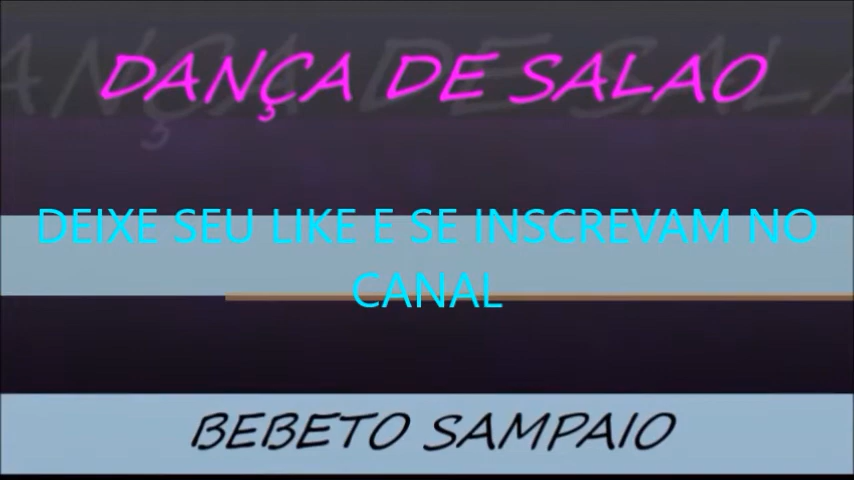 DANÇA DE SALAO
DEIXE SEU LIKE E SE INSCREVAM NO
CANAL
BEBETO SAMPAIO